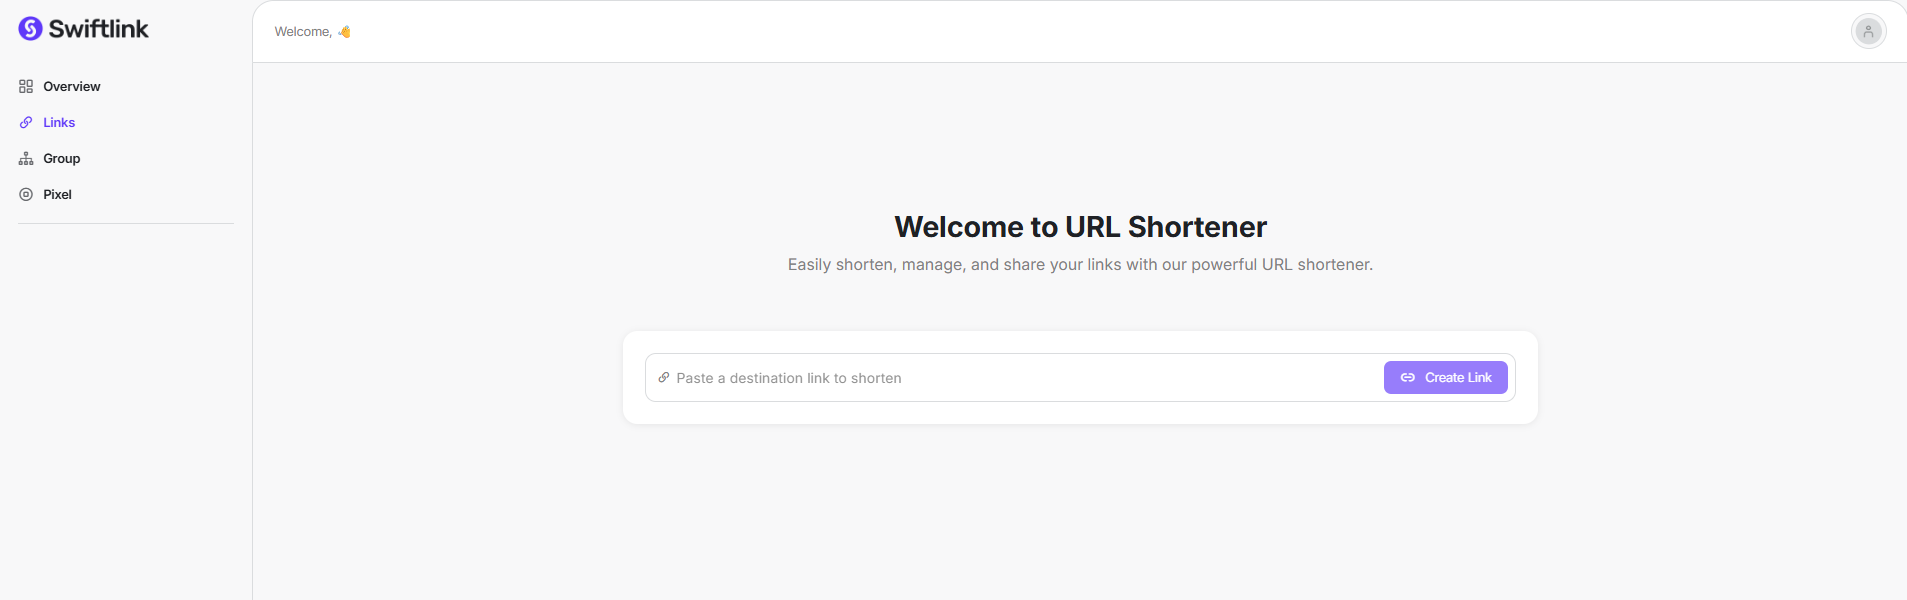 Swiftlink
Overview
Links
Group
Pixel
Welcome, 👋
Welcome to URL Shortener
Easily shorten, manage, and share your links with our powerful URL shortener.
Paste a destination link to shorten
Create Link